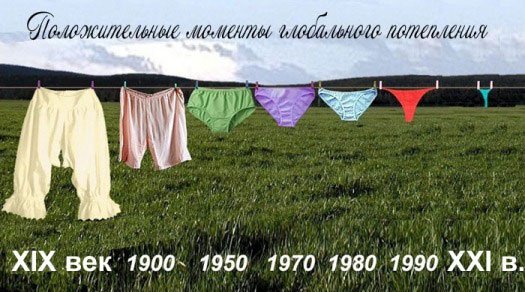 Положительные моменты глобального потепления
XIX век 1900 1950 1970 1980 1990 XXI в.